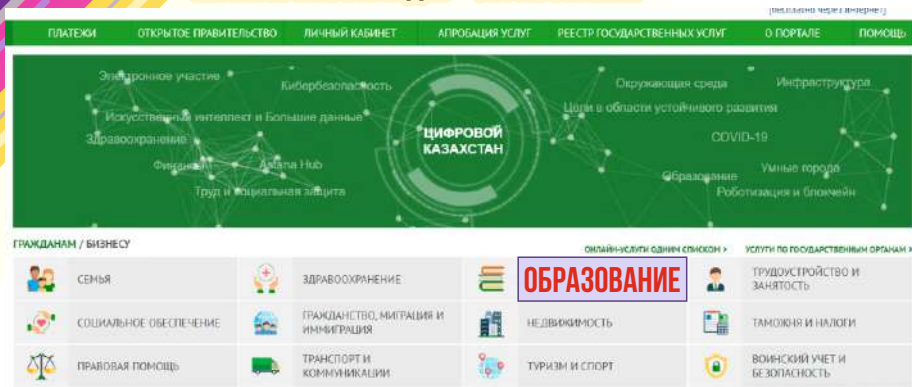 [бесплатно через интернет]
ПЛАТЕЖИ ОТКРЫТОЕ ПРАВИТЕЛЬСТВО ЛИЧНЫЙ КАБИНЕТ АПРОБАЦИЯ УСЛУГ РЕЕСТР ГОСУДАРСТВЕННЫХ УСЛУГ О ПОРТАЛЕ ПОМОЩЬ
Электронное участие
Кибербезопасность
Окружающая среда
Инфраструктура
Искусственный интеллект и Большие данные
Цели в области устойчивого развития
ЦИФРОВОЙ
КАЗАХСТАН
Здравоохранение
COVID-19
Финансы
Astana Hub
Образование
Умные города
Труд и социальная защита
Роботизация и блокчейн
ГРАЖДАНАМ / БИЗНЕСУ
ОНЛАЙН-УСЛУГИ ОДНИМ СПИСКОМ >
УСЛУГИ ПО ГОСУДАРСТВЕННЫМ ОРГАНАМ >
СЕМЬЯ
ЗДРАВООХРАНЕНИЕ
ОБРАЗОВАНИЕ
ТРУДОУСТРОЙСТВО И
ЗАНЯТОСТЬ
СОЦИАЛЬНОЕ ОБЕСПЕЧЕНИЕ
ГРАЖДАНСТВО, МИГРАЦИЯ И
ИММИГРАЦИЯ
НЕДВИЖИМОСТЬ
ТАМОЖНЯ И НАЛОГИ
ПРАВОВАЯ ПОМОЩЬ
ТРАНСПОРТ И
КОММУНИКАЦИИ
ТУРИЗМ И СПОРТ
ВОИНСКИЙ УЧЕТ И
БЕЗОПАСНОСТЬ